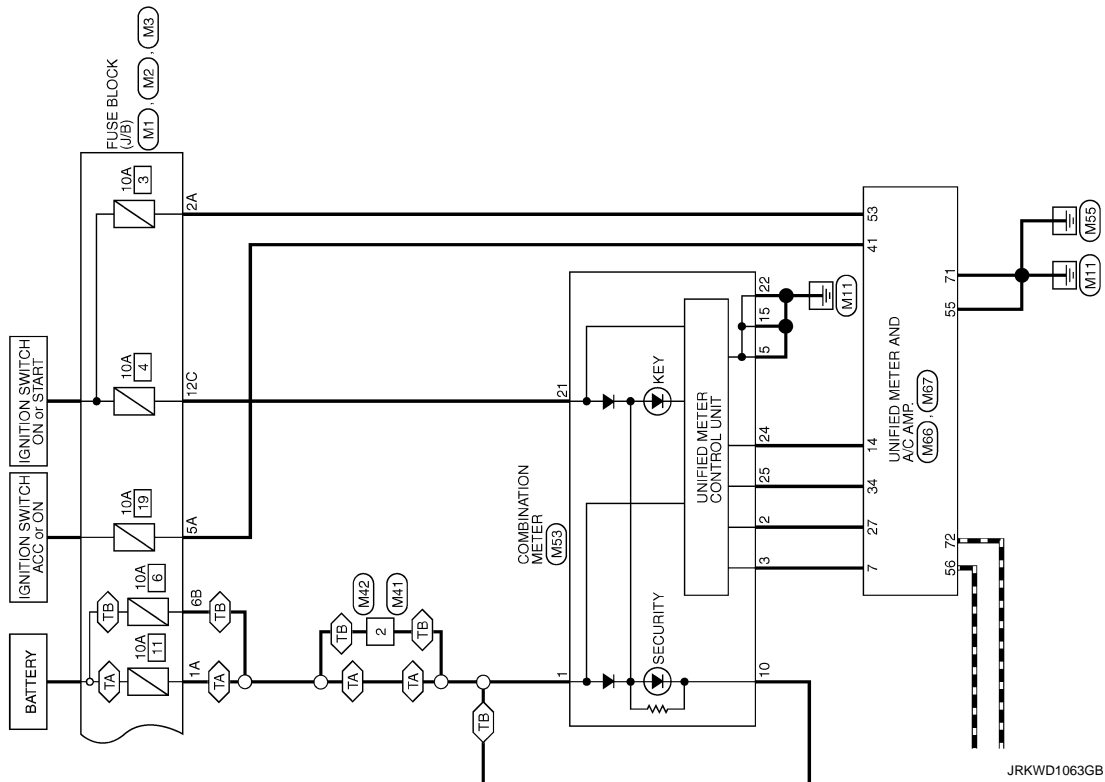 BATTERY
IGNITION SWITCH
ACC or ON
IGNITION SWITCH
ON or START
FUSE BLOCK
(J/B)
M1 , M2 , M3
TA
10A
11
TB
10A
6
10A
19
10A
4
10A
3
1A
6B
5A
12C
2A
TA
TB
TB
2
TB
M42
M41
TA
TA
TB
COMBINATION
METER
M53
1
21
SECURITY
KEY
UNIFIED METER
CONTROL UNIT
10
3
2
25
24
5
15
22
M11
7
27
34
14
41
53
UNIFIED METER AND
A/C AMP.
M66 , M67
56
72
55
71
M11
M55
JRKWD1063GB